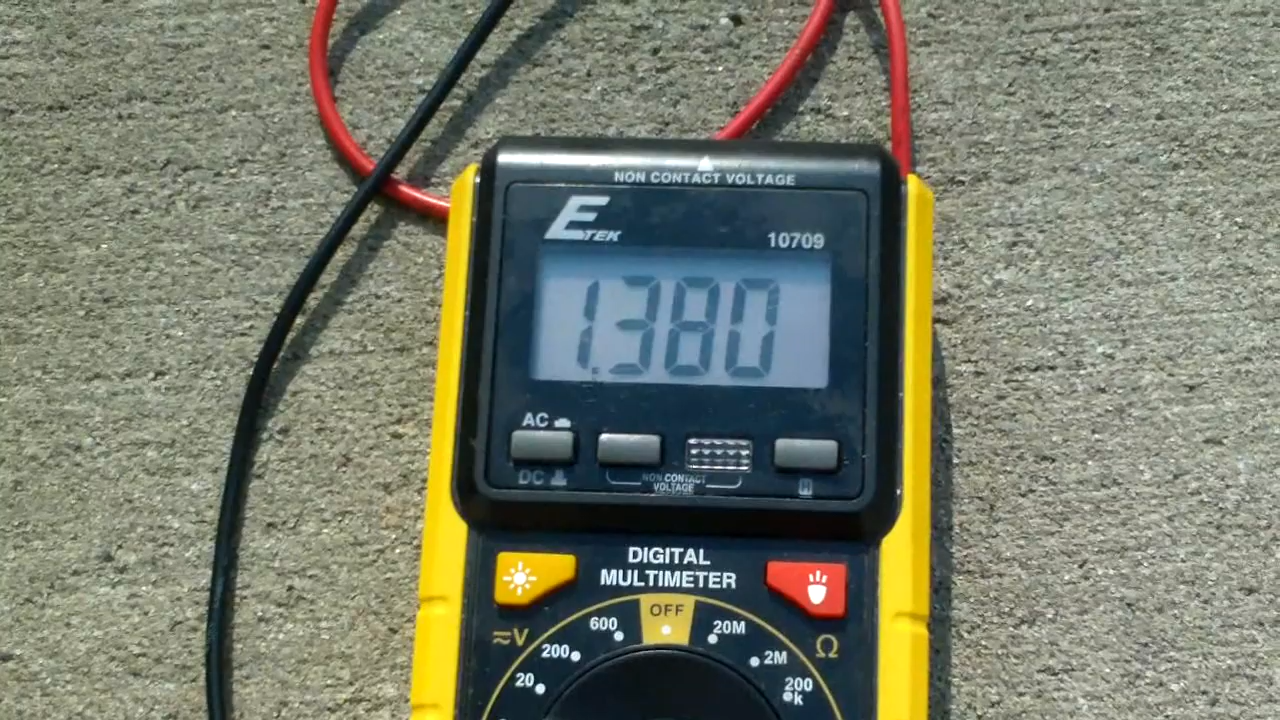 NON CONTACT VOLTAGE
ETEK
10709
1.380
AC
DC
NON CONTACT
VOLTAGE
H
DIGITAL
MULTIMETER
OFF
≂V
600
200
20
20M
2M
200
k
Ω